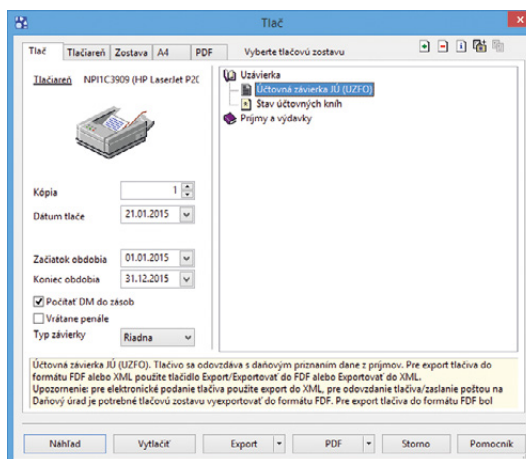 Tlač
Tlač Tlačiareň Zostava A4 PDF Vyberte tlačovú zostavu
Tlačiareň NPI1C3909 (HP LaserJet P2(
Uzávierka
Účtovná závierka JÚ (UZFO)
Stav účtovných kníh
Príjmy a výdavky
Kópia 1
Dátum tlače 21.01.2015
Začiatok obdobia 01.01.2015
Koniec obdobia 31.12.2015
Počítať DM do zásob
Vrátane penále
Typ závierky Riadna
Účtovná závierka JÚ (UZFO). Tlačivo sa odovzdáva s daňovým priznaním dane z príjmov. Pre export tlačiva do
formátu FDF alebo XML použite tlačidlo Export/Exportovať do FDF alebo Exportovať do XML.
Upozornenie: pre elektronické podanie tlačiva použite export do XML, pre odovzdanie tlačiva/zaslanie poštou na
Daňový úrad je potrebné tlačovú zostavu vyexportovať do formátu FDF. Pre export tlačiva do formátu FDF bol
Náhľad Vytlačiť Export PDF Storno Pomocník